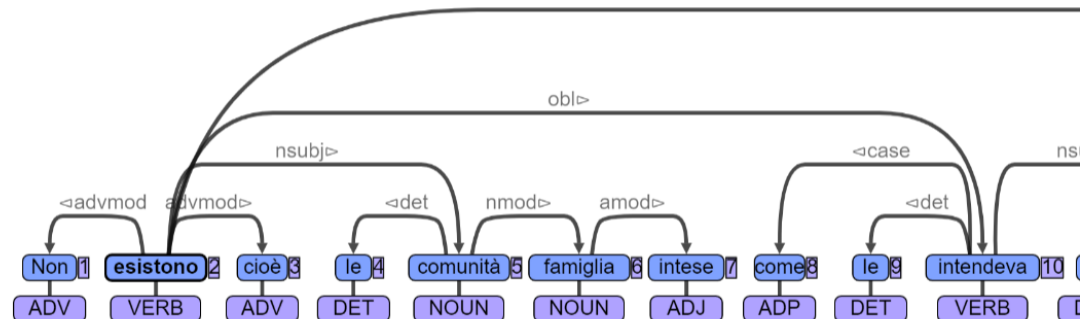 obl▻
nsubj▻ ◅case
◅advmod advmod▻ ◅det nmod▻ amod▻ ◅det
Non 1 esistono 2 cioè 3 le 4 comunità 5 famiglia 6 intese 7 come 8 le 9 intendeva 10
ADV VERB ADV DET NOUN NOUN ADJ ADP DET VERB